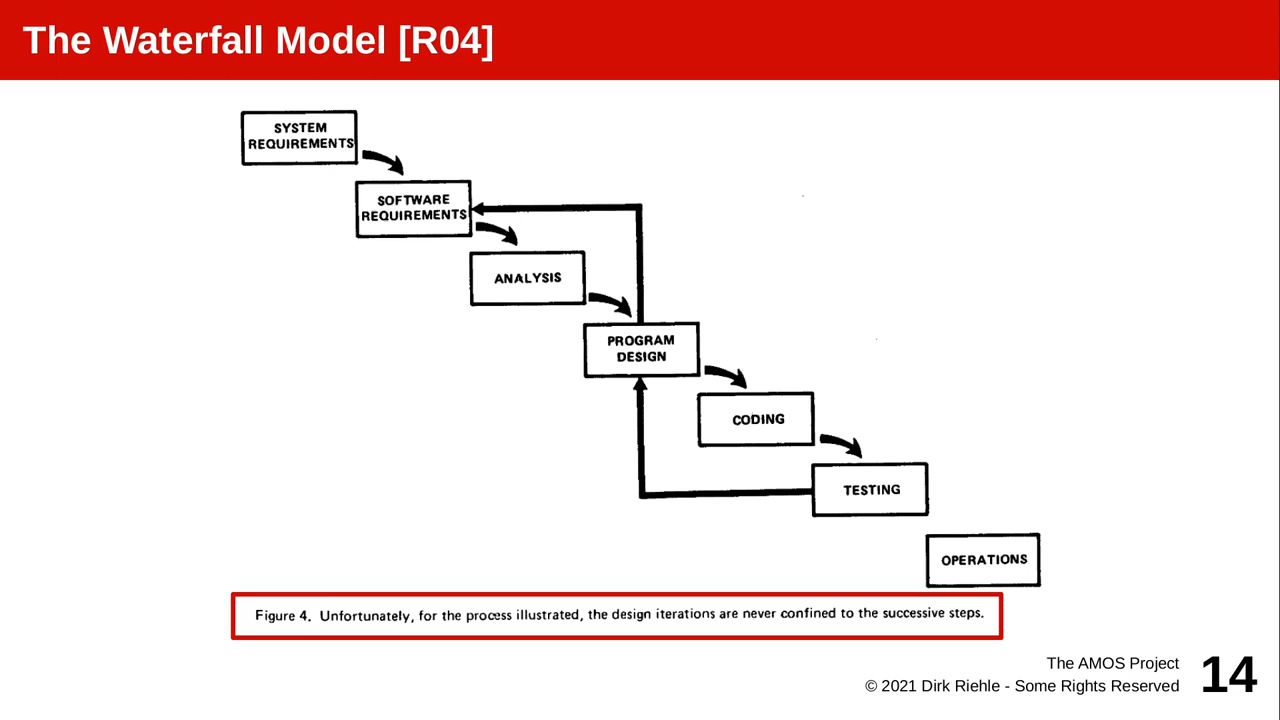 The Waterfall Model [R04]
SYSTEM
REQUIREMENTS
SOFTWARE
REQUIREMENTS
ANALYSIS
PROGRAM
DESIGN
CODING
TESTING
OPERATIONS
Figure 4. Unfortunately, for the process illustrated, the design iterations are never confined to the successive steps.
The AMOS Project
© 2021 Dirk Riehle - Some Rights Reserved
14